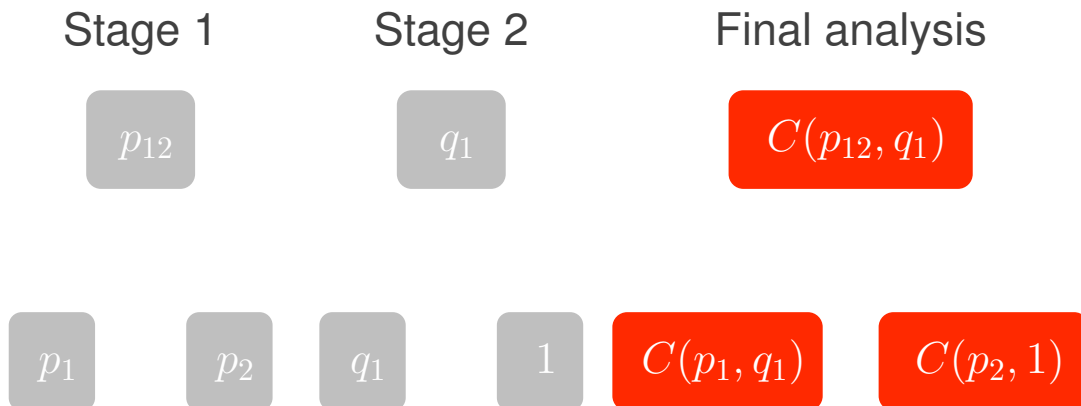 Stage 1 Stage 2 Final analysis
p₁₂ q₁ C(p₁₂, q₁)
p₁ p₂ q₁ 1 C(p₁, q₁) C(p₂, 1)